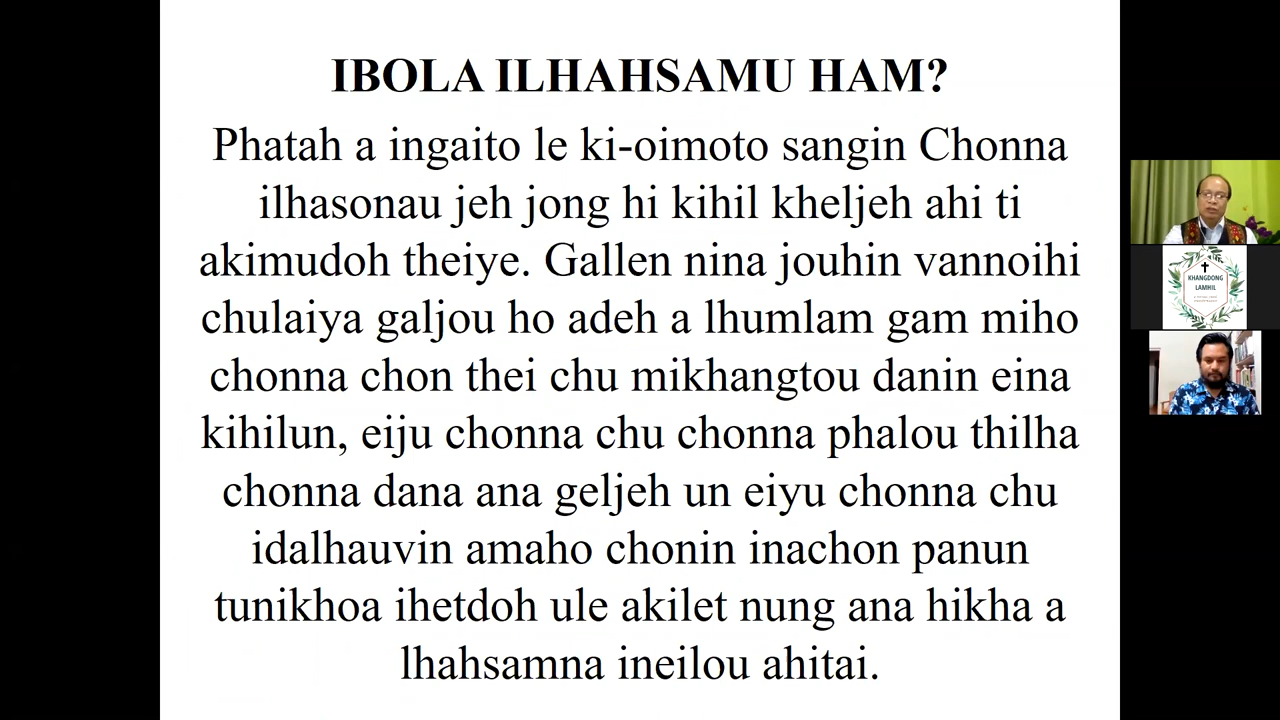 IBOLA ILHAHSAMU HAM?
Phatah a ingaito le ki-oimoto sangin Chonna
ilhasonau jeh jong hi kihil kheljeh ahi ti
akimudoh theiye. Gallen nina jouhin vannoihi
chulaiya galjou ho adeh a lhumlam gam miho
chonna chon thei chu mikhangtou danin eina
kihilun, eiju chonna chu chonna phalou thilha
chonna dana ana geljeh un eiyu chonna chu
idalhauvin amaho chonin inachon panun
tunikhoa ihetdoh ule akilet nung ana hikha a
lhahsamna ineilou ahitai.
KHANGDONG
LAMHIL